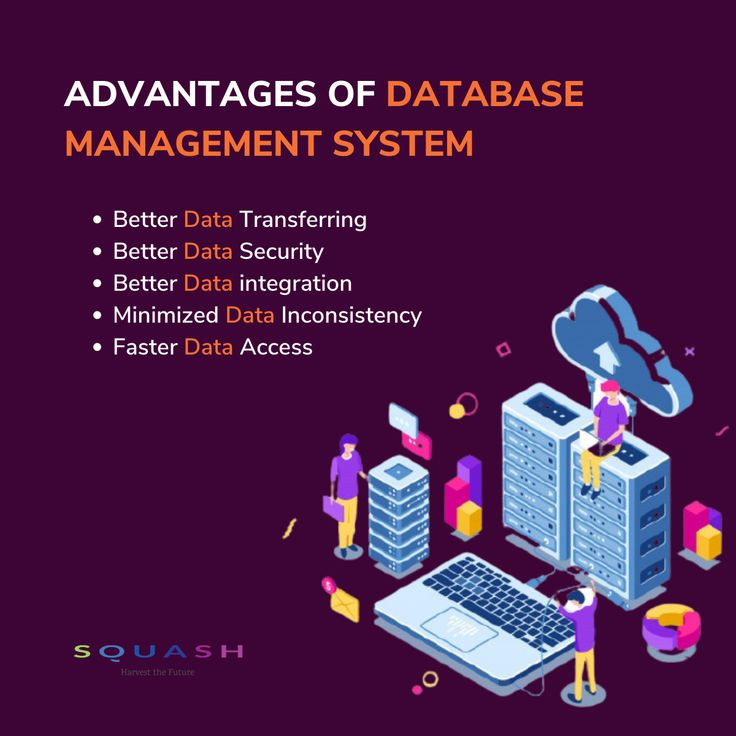 ADVANTAGES OF DATABASE
MANAGEMENT SYSTEM
• Better Data Transferring
• Better Data Security
• Better Data integration
• Minimized Data Inconsistency
• Faster Data Access
SQUASH
Harvest the Future